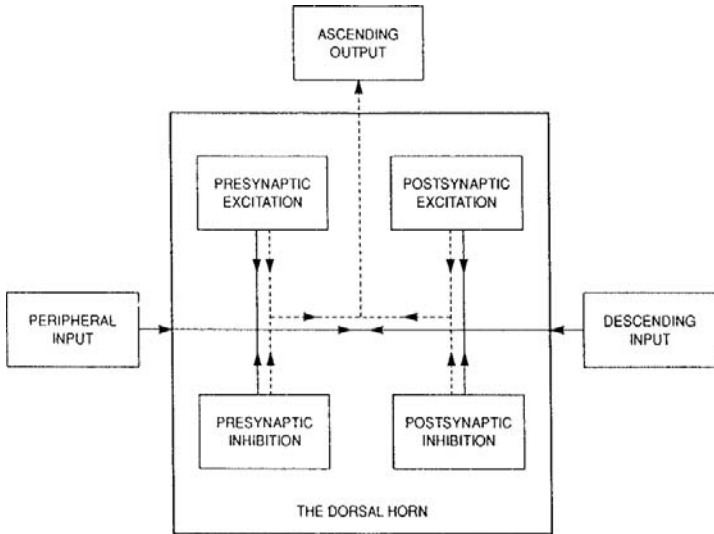 ASCENDING
OUTPUT
PRESYNAPTIC
EXCITATION
POSTSYNAPTIC
EXCITATION
PERIPHERAL
INPUT
DESCENDING
INPUT
PRESYNAPTIC
INHIBITION
POSTSYNAPTIC
INHIBITION
THE DORSAL HORN